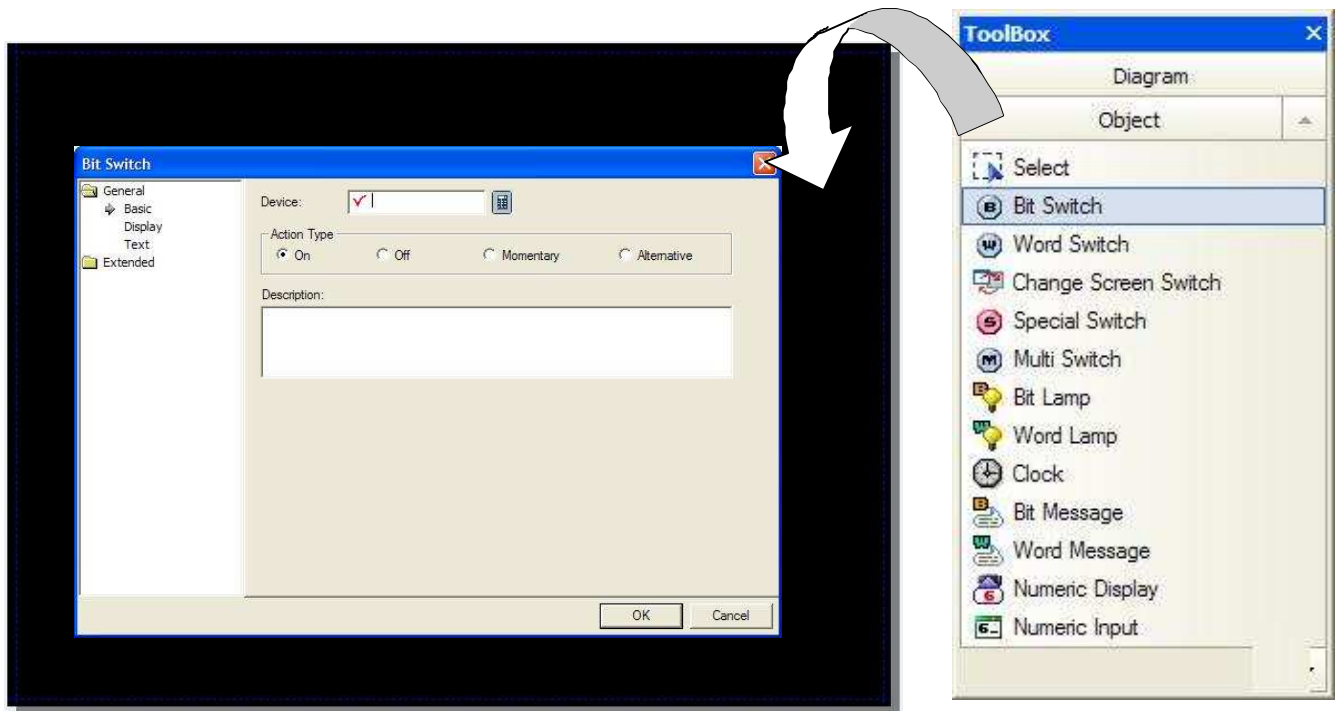 Bit Switch
General
Basic
Display
Text
Extended
Device:
Action Type
On Off Momentary Alternative
Description:
OK Cancel
ToolBox
Diagram
Object
Select
B Bit Switch
W Word Switch
Change Screen Switch
S Special Switch
M Multi Switch
B Bit Lamp
W Word Lamp
Clock
B Bit Message
W Word Message
6 Numeric Display
6_ Numeric Input